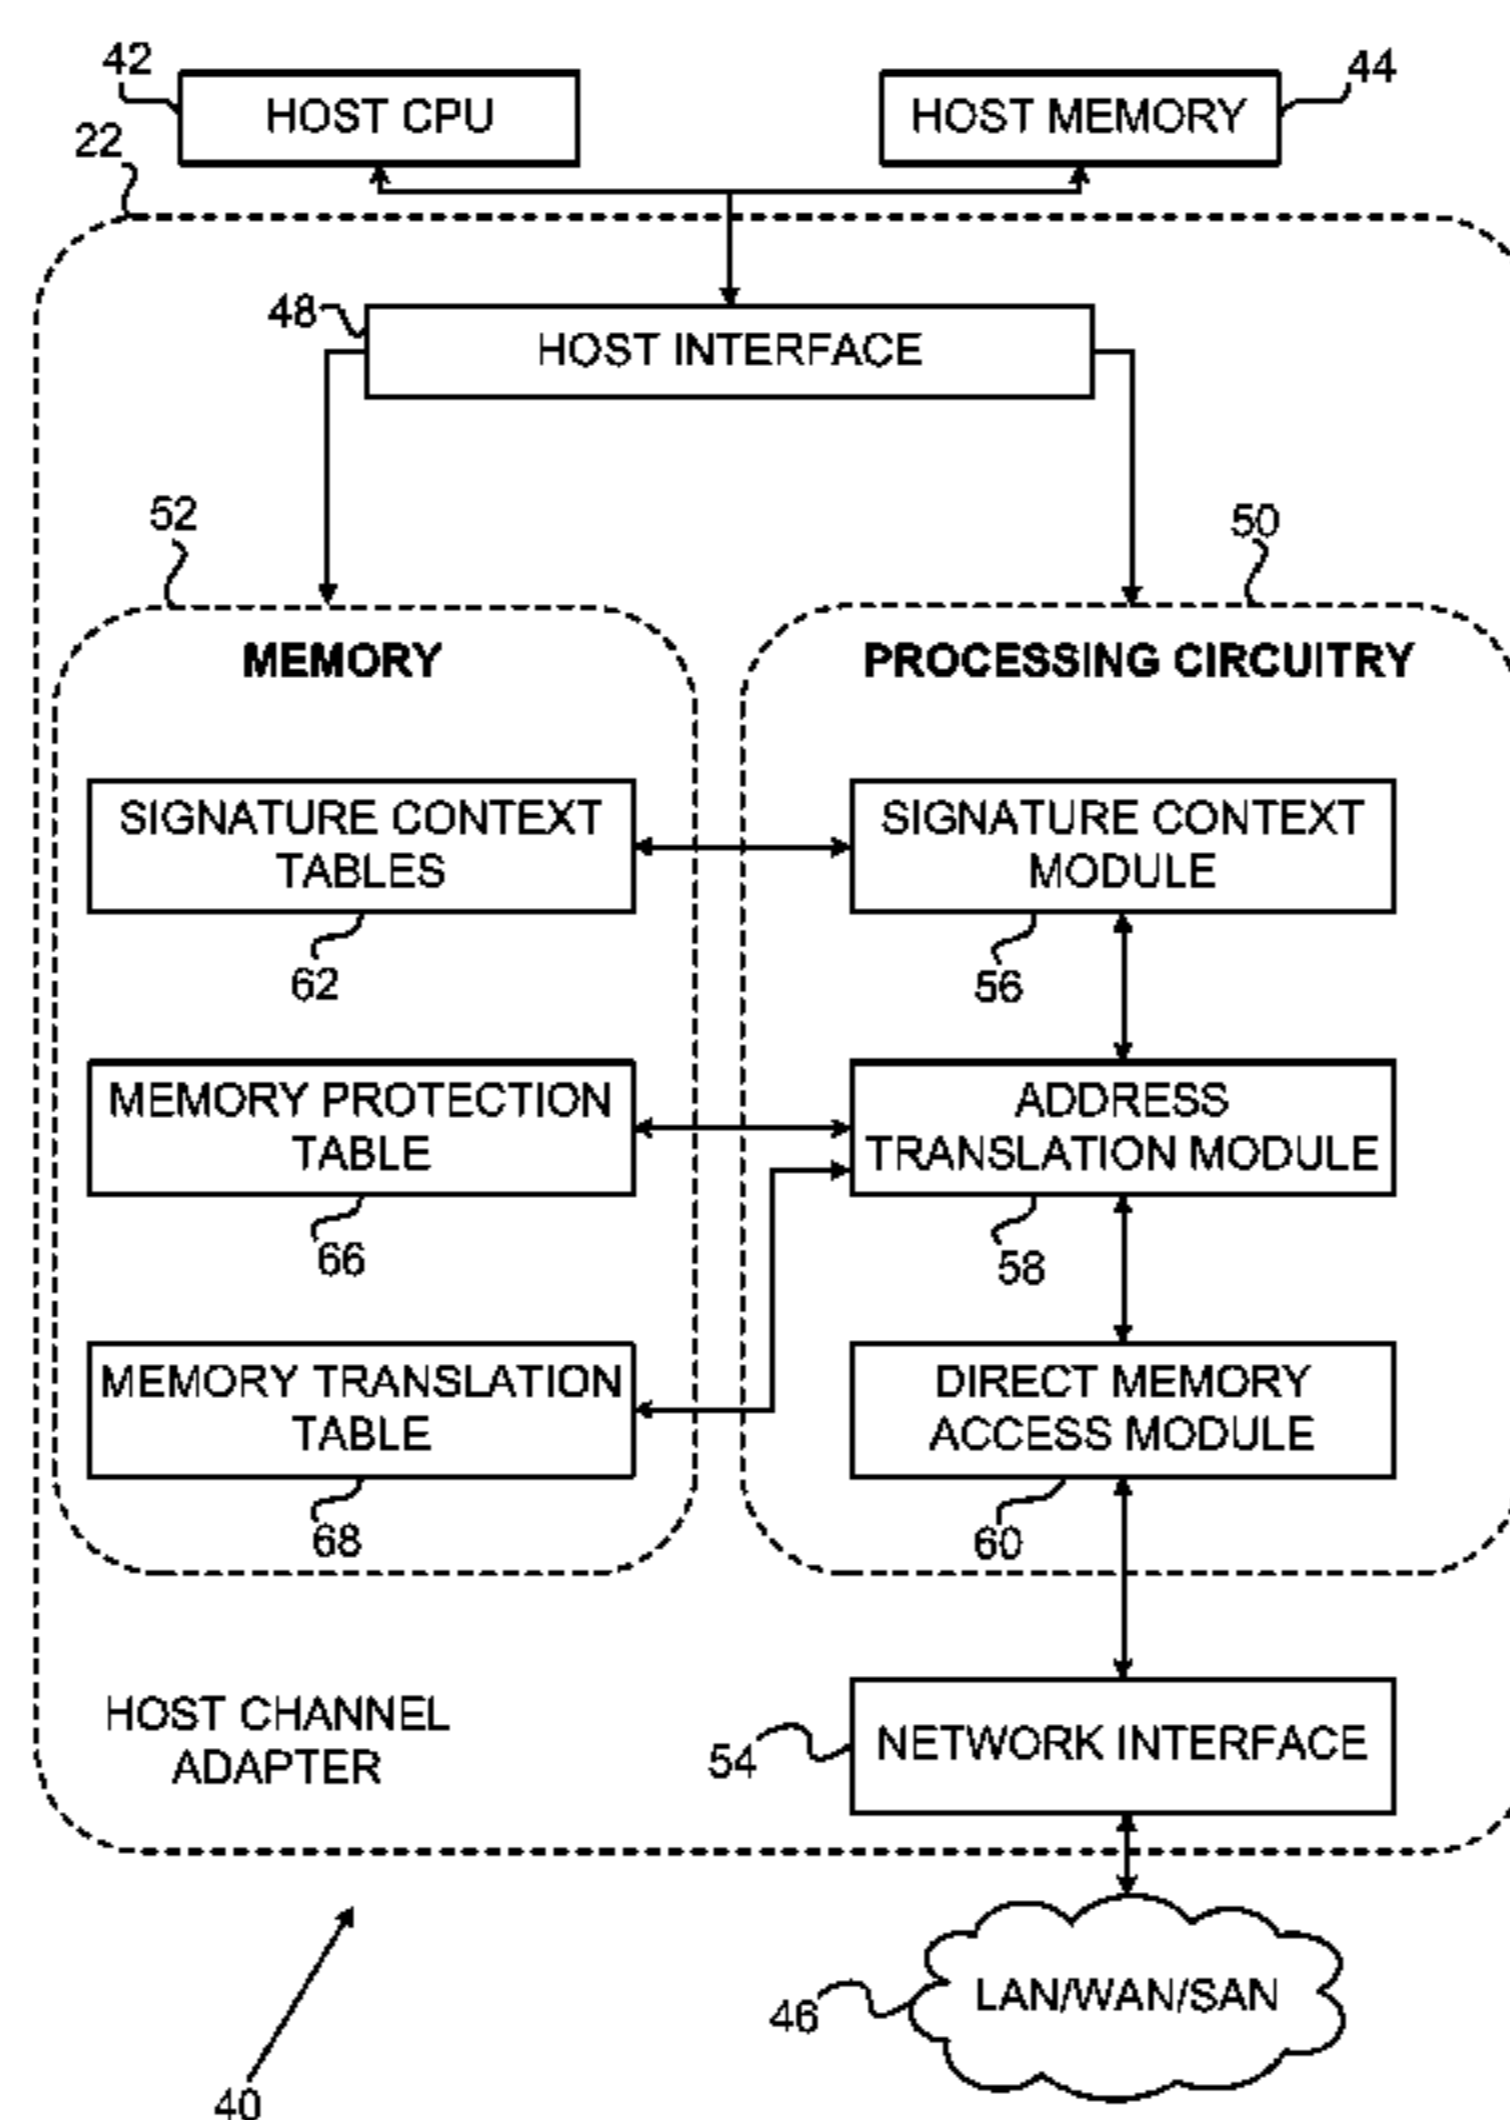 42
HOST CPU
HOST MEMORY
44
22
48
HOST INTERFACE
52
50
MEMORY
PROCESSING CIRCUITRY
SIGNATURE CONTEXT
TABLES
62
SIGNATURE CONTEXT
MODULE
56
MEMORY PROTECTION
TABLE
66
ADDRESS
TRANSLATION MODULE
58
MEMORY TRANSLATION
TABLE
68
DIRECT MEMORY
ACCESS MODULE
60
HOST CHANNEL
ADAPTER
54
NETWORK INTERFACE
46
LAN/WAN/SAN
40